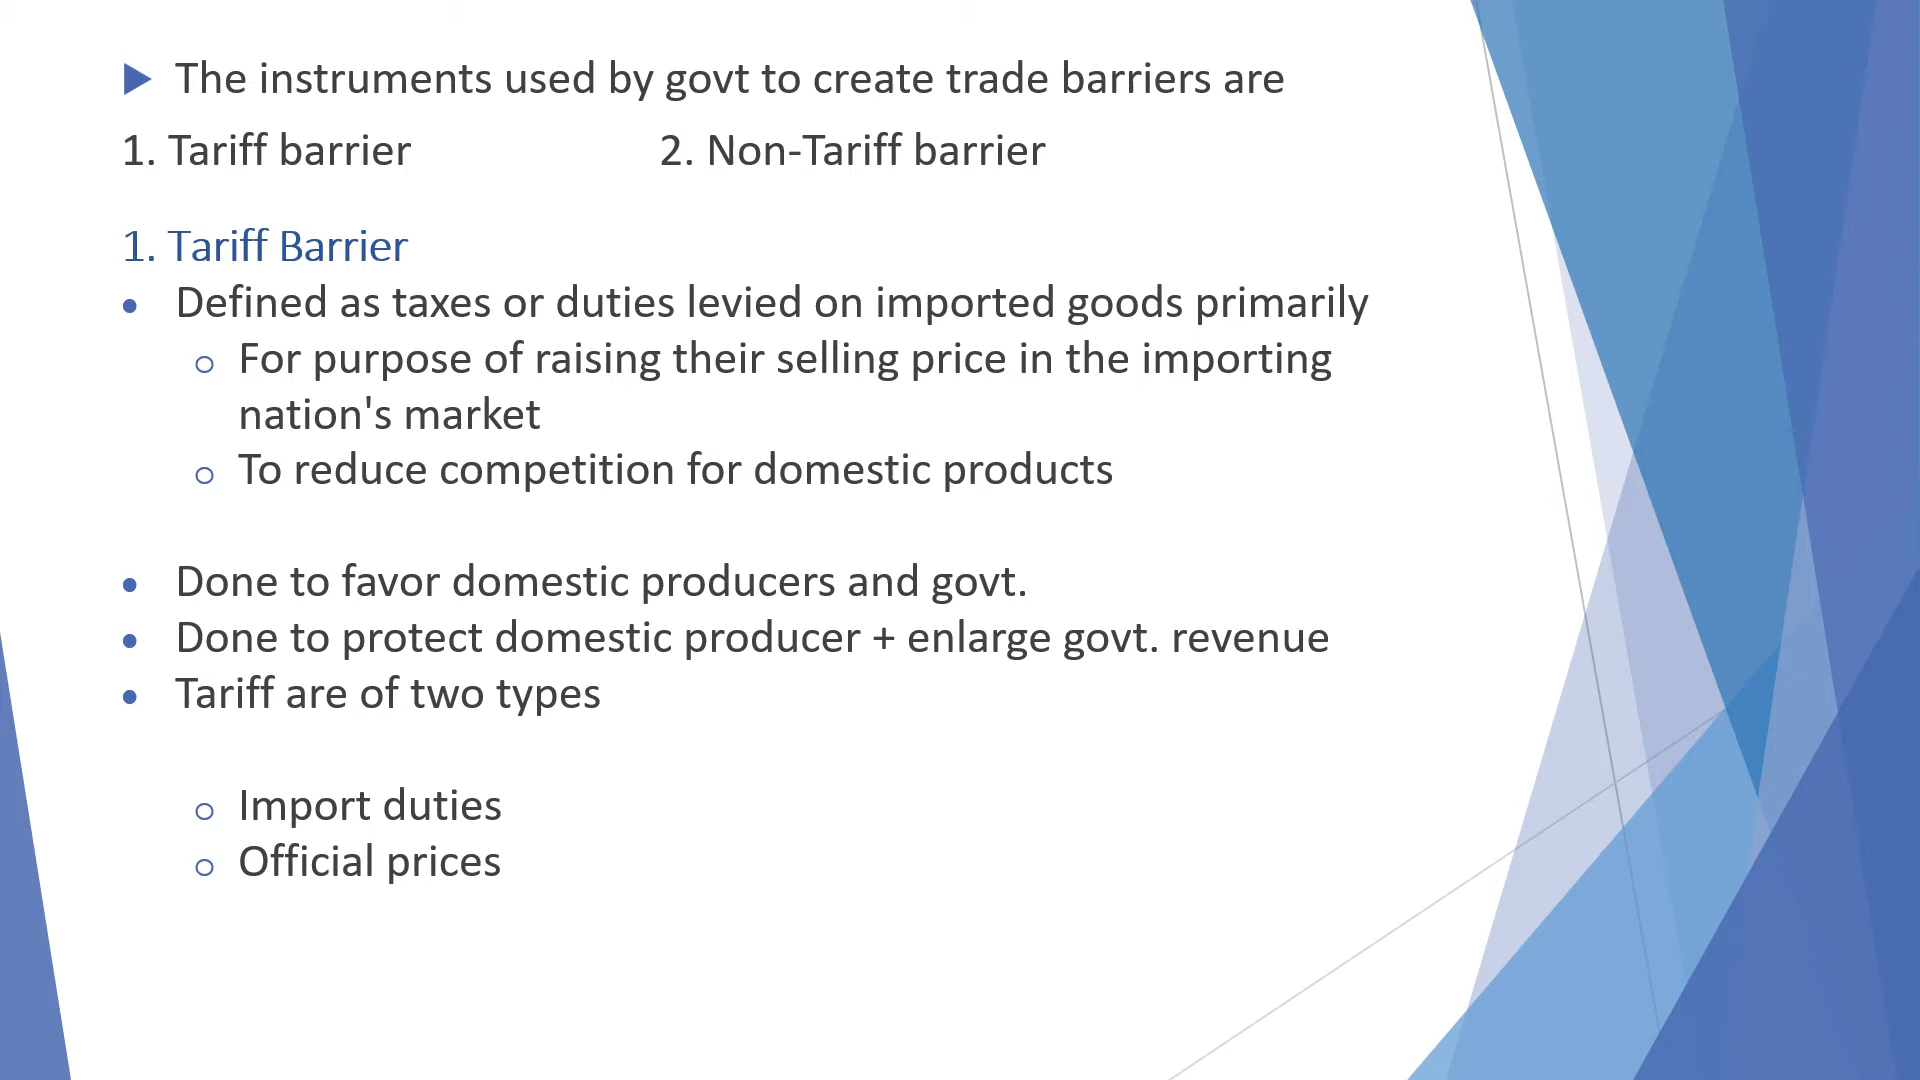 The instruments used by govt to create trade barriers are
1. Tariff barrier 2. Non-Tariff barrier
1. Tariff Barrier
Defined as taxes or duties levied on imported goods primarily
For purpose of raising their selling price in the importing
nation's market
To reduce competition for domestic products
Done to favor domestic producers and govt.
Done to protect domestic producer + enlarge govt. revenue
Tariff are of two types
Import duties
Official prices